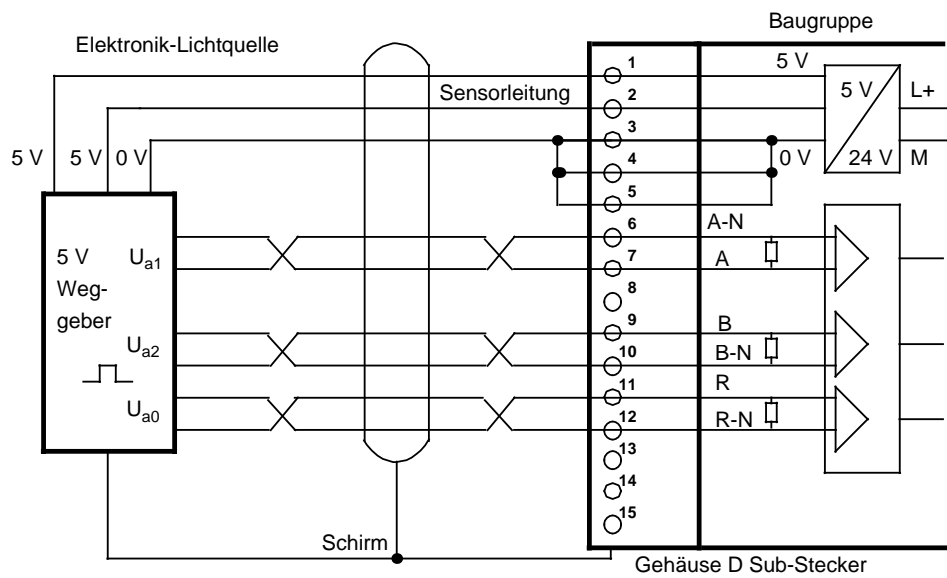 Baugruppe
Elektronik-Lichtquelle
1
5 V
Sensorleitung
2
5 V
L+
3
5 V
5 V
0 V
4
0 V
24 V
M
5
6
A-N
5 V
Weg-
geber
Ua1
7
A
8
9
B
Ua2
10
B-N
11
R
Ua0
12
R-N
13
14
15
Schirm
Gehäuse D Sub-Stecker